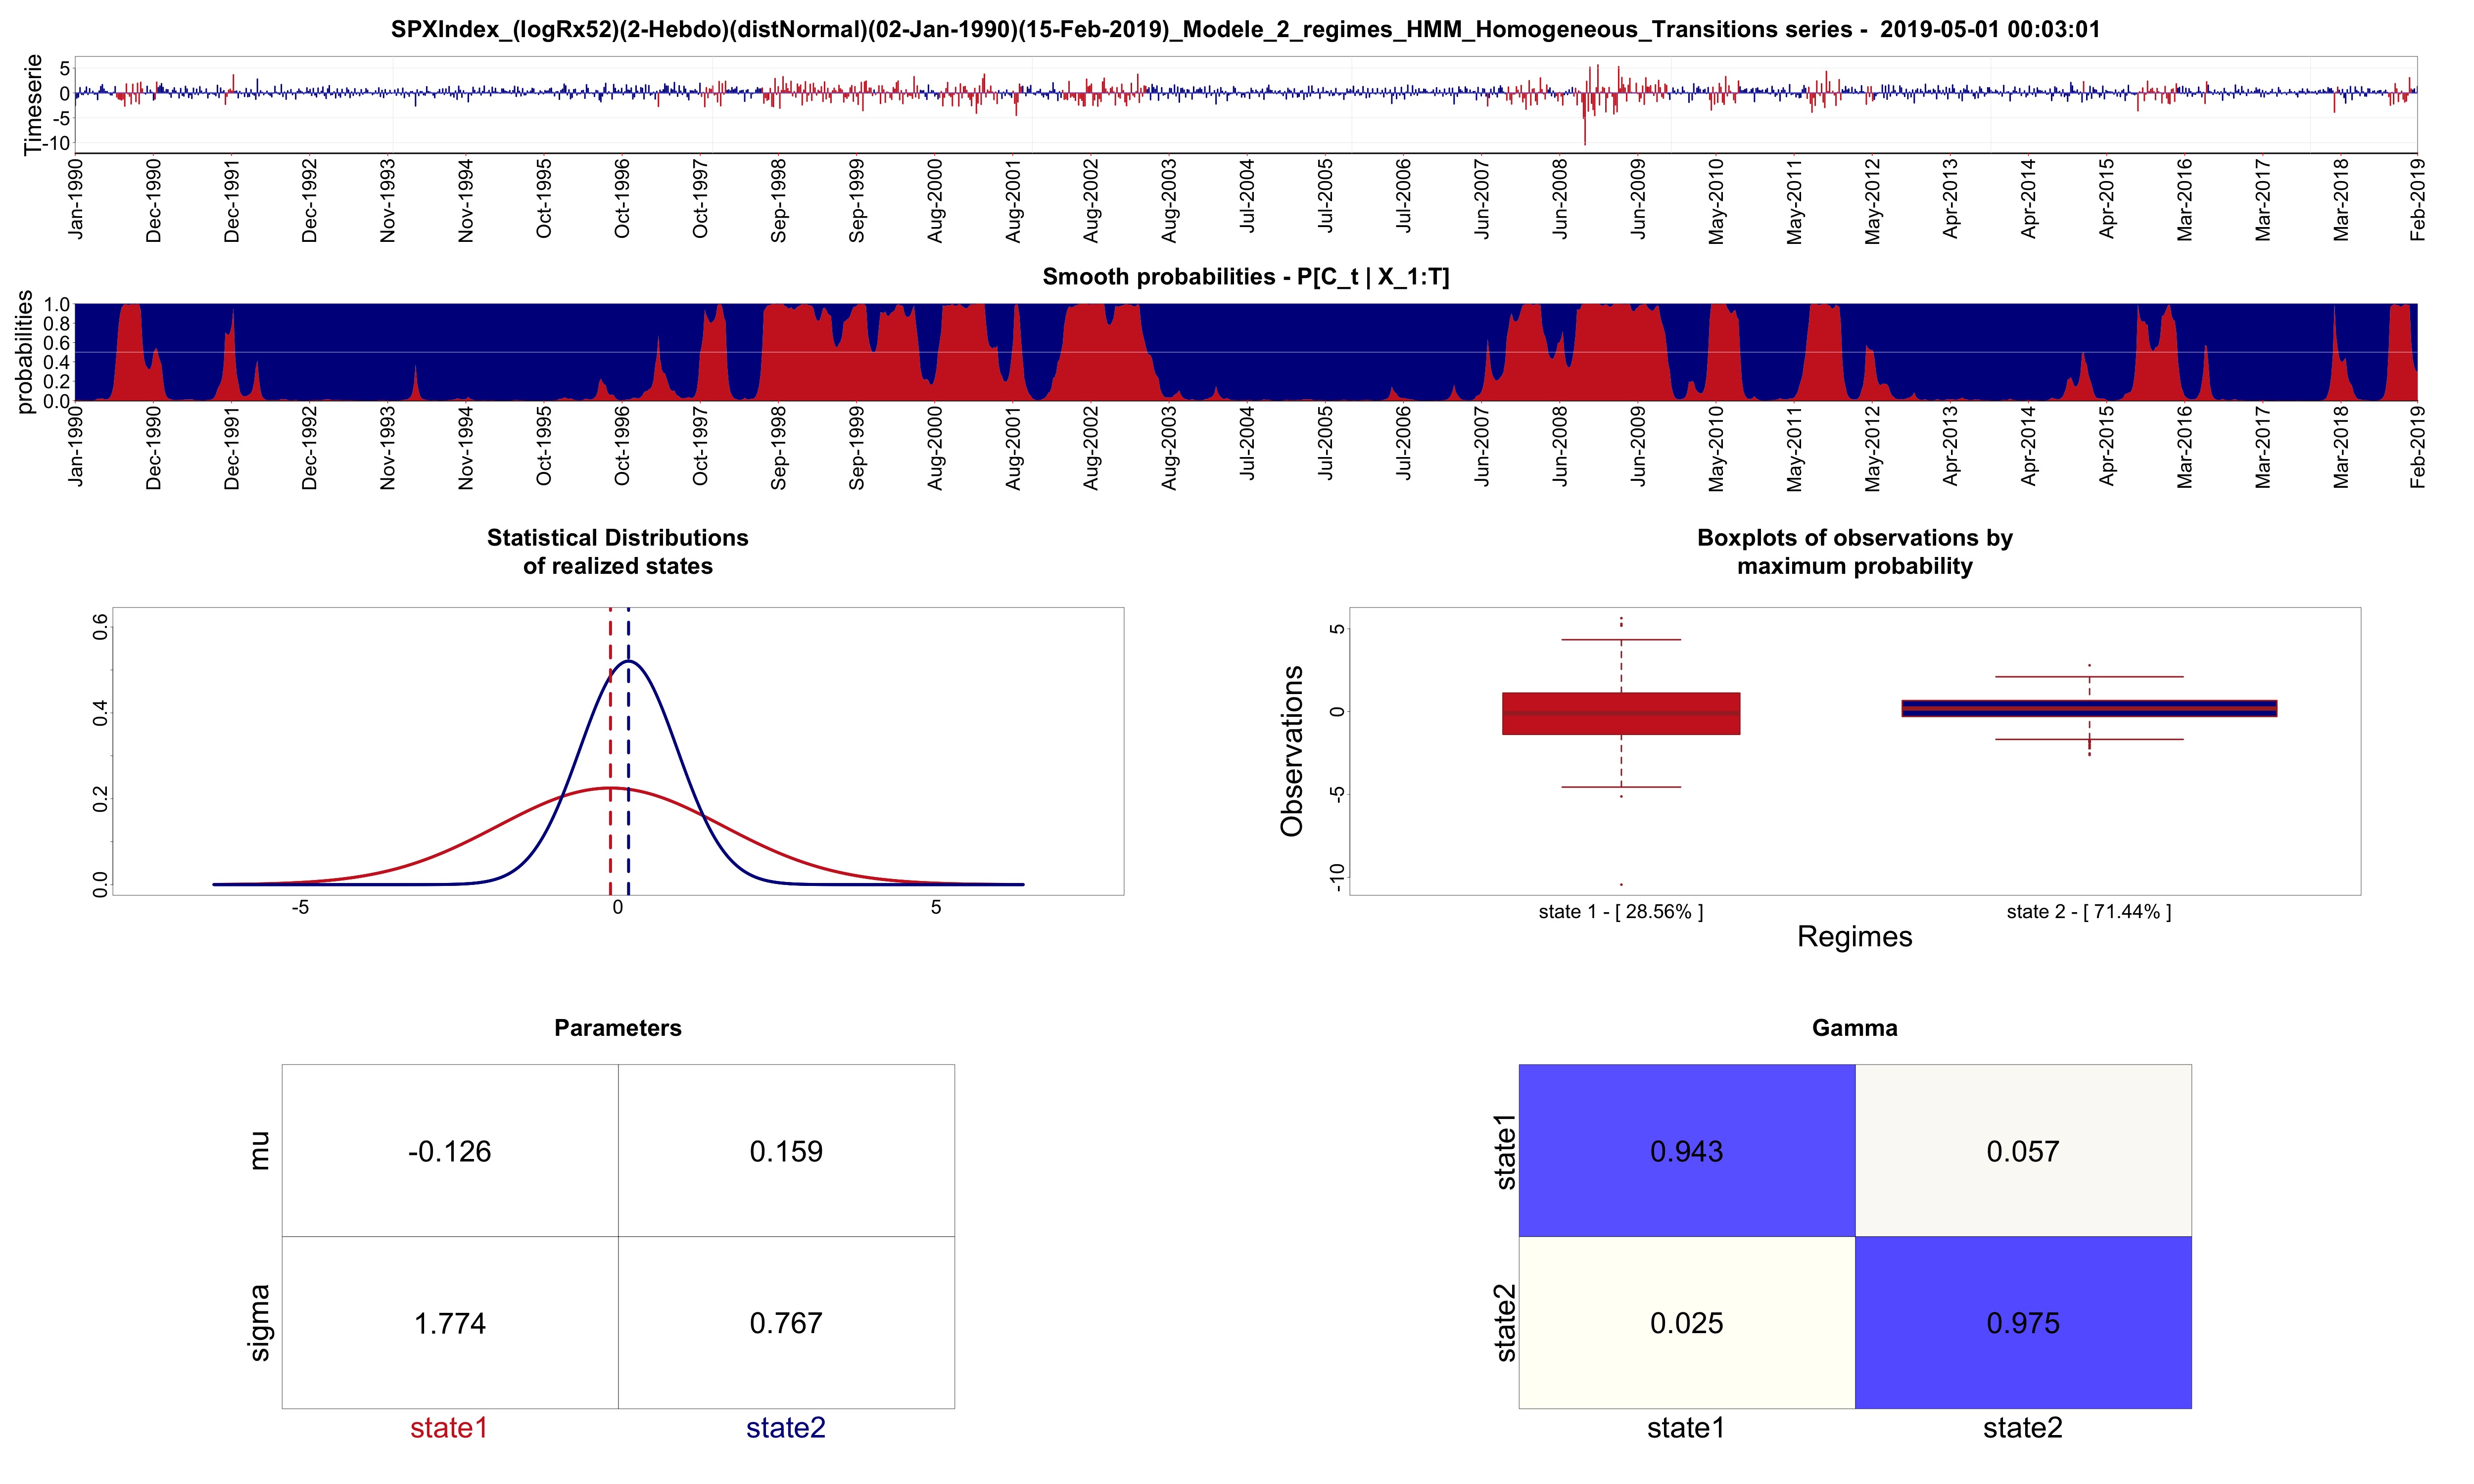 SPXIndex_(logRx52)(2-Hebdo)(distNormal)(02-Jan-1990)(15-Feb-2019)_Modele_2_regimes_HMM_Homogeneous_Transitions series -  2019-05-01 00:03:01
Timeserie
5
0
-5
-10
Jan-1990
Dec-1990
Dec-1991
Dec-1992
Nov-1993
Nov-1994
Oct-1995
Oct-1996
Oct-1997
Sep-1998
Sep-1999
Aug-2000
Aug-2001
Aug-2002
Aug-2003
Jul-2004
Jul-2005
Jul-2006
Jun-2007
Jun-2008
Jun-2009
May-2010
May-2011
May-2012
Apr-2013
Apr-2014
Apr-2015
Mar-2016
Mar-2017
Mar-2018
Feb-2019
Smooth probabilities - P[C_t | X_1:T]
probabilities
1.0
0.8
0.6
0.4
0.2
0.0
Jan-1990
Dec-1990
Dec-1991
Dec-1992
Nov-1993
Nov-1994
Oct-1995
Oct-1996
Oct-1997
Sep-1998
Sep-1999
Aug-2000
Aug-2001
Aug-2002
Aug-2003
Jul-2004
Jul-2005
Jul-2006
Jun-2007
Jun-2008
Jun-2009
May-2010
May-2011
May-2012
Apr-2013
Apr-2014
Apr-2015
Mar-2016
Mar-2017
Mar-2018
Feb-2019
Statistical Distributions
of realized states
0.6
0.4
0.2
0.0
-5 0 5
Boxplots of observations by
maximum probability
Observations
5
0
-5
-10
state 1 - [ 28.56% ] state 2 - [ 71.44% ]
Regimes
Parameters
mu -0.126 0.159
sigma 1.774 0.767
state1 state2
Gamma
state1 0.943 0.057
state2 0.025 0.975
state1 state2